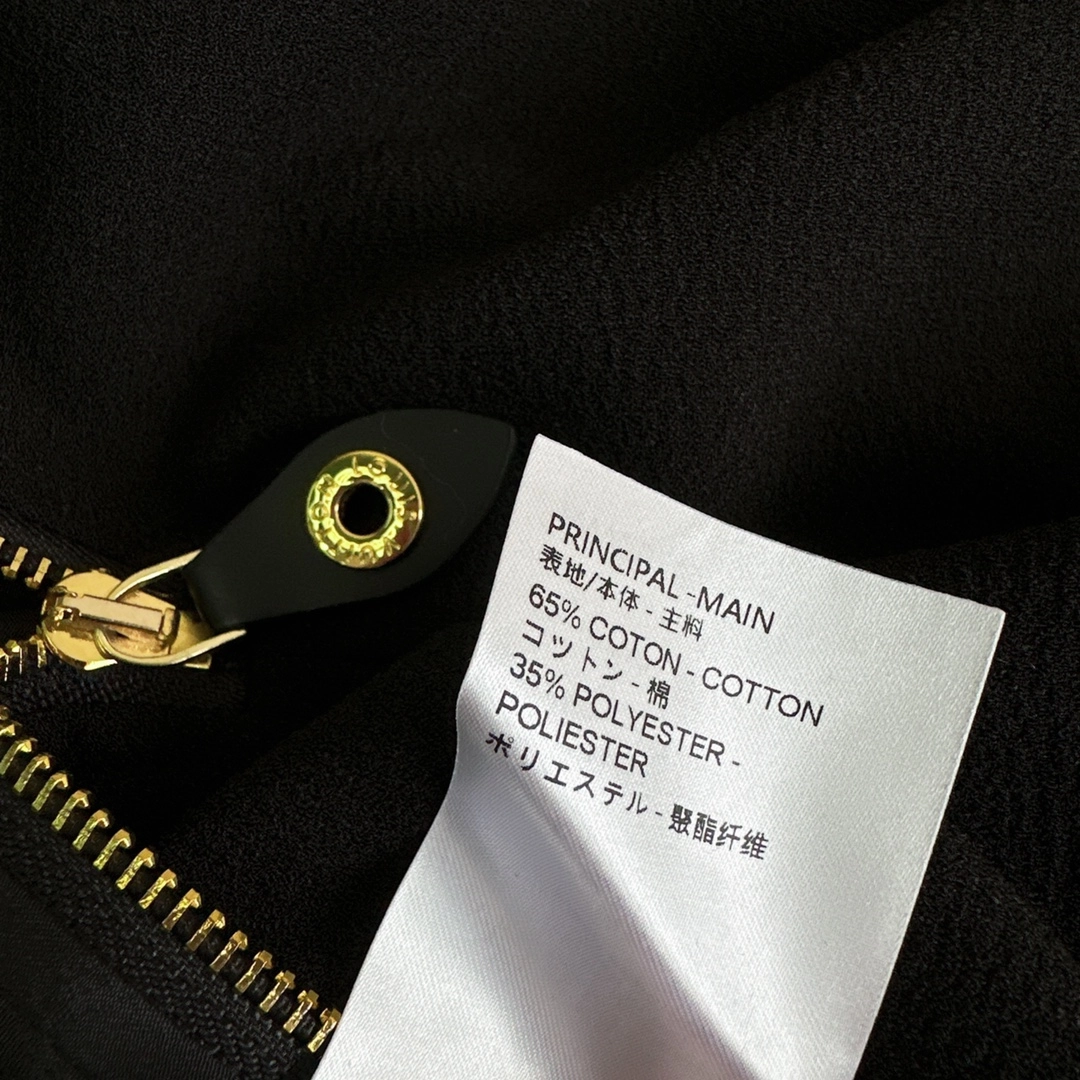 PRINCIPAL-MAIN
表地/本体 - 主料
65% COTON - COTTON
コットン - 棉
35% POLYESTER -
POLIESTER
ポリエステル - 聚酯纤维